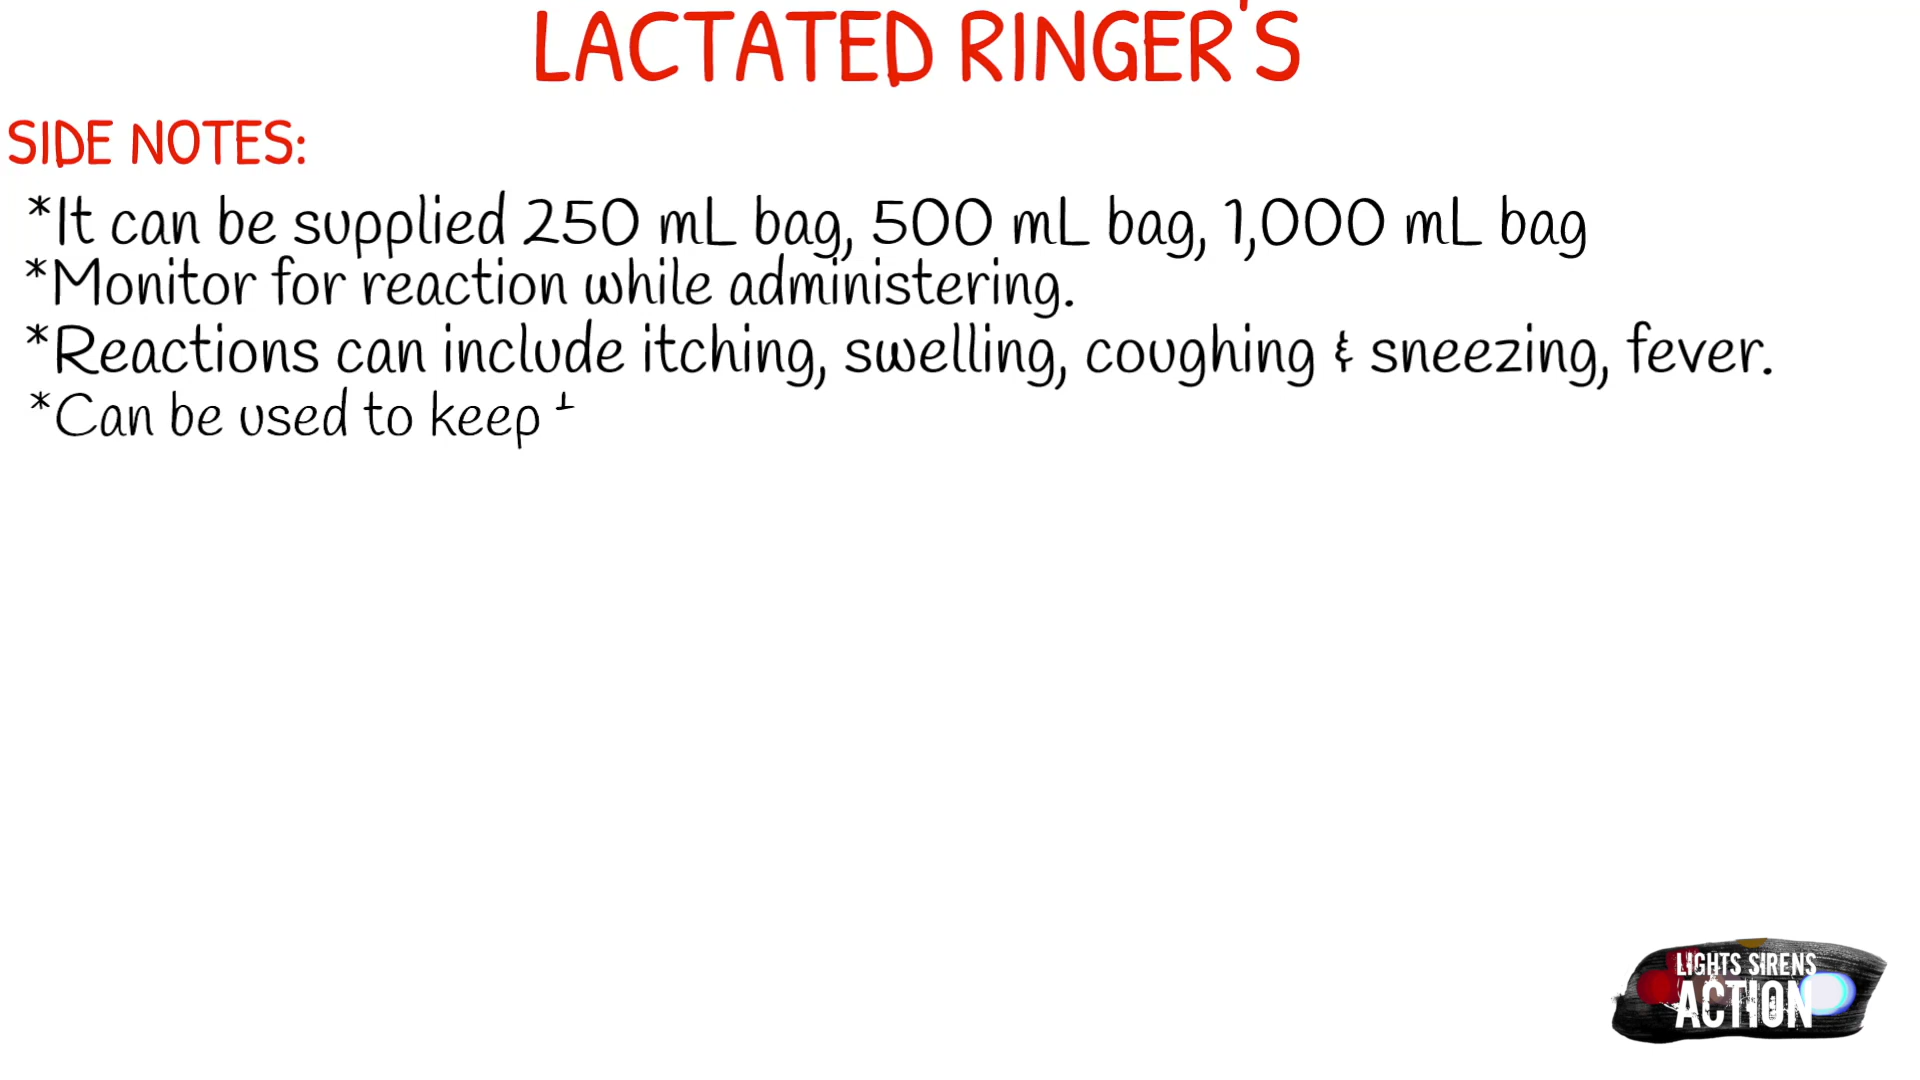 LACTATED RINGER'S
SIDE NOTES:
*It can be supplied 250 mL bag, 500 mL bag, 1,000 mL bag
*Monitor for reaction while administering.
*Reactions can include itching, swelling, coughing & sneezing, fever.
*Can be used to keep
LIGHTS SIRENS
ACTION